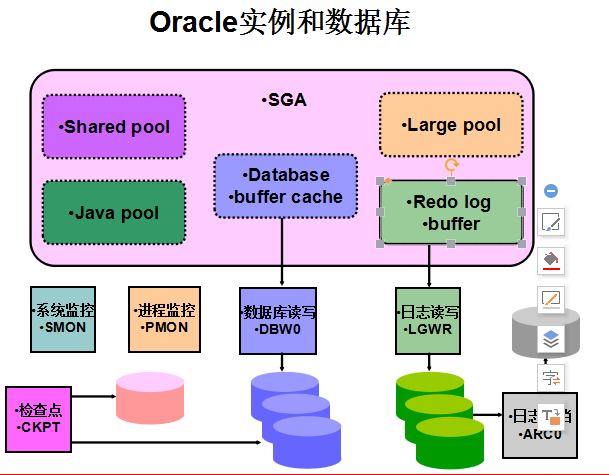 Oracle实例和数据库
•SGA
•Shared pool
•Large pool
•Database
•buffer cache
•Java pool
•Redo log
•buffer
•系统监控
•SMON
•进程监控
•PMON
•数据库读写
•DBW0
•日志读写
•LGWR
•检查点
•CKPT
•日志 档
•ARC0
字
T